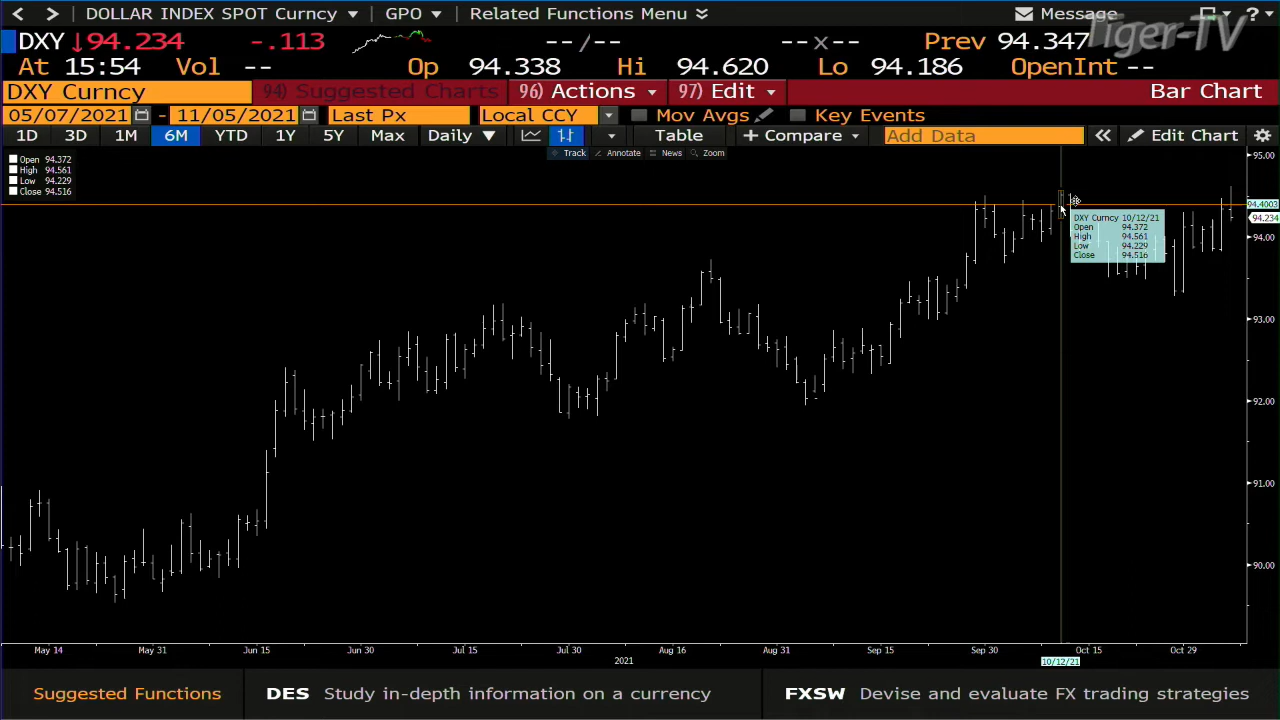 DOLLAR INDEX SPOT Curncy GPO Related Functions Menu Message ?
Tiger-TV
DXY ↓94.234 -.113 --/-- --x-- Prev 94.347
At 15:54 Vol -- Op 94.338 Hi 94.620 Lo 94.186 OpenInt --
DXY Curncy 94) Suggested Charts 96) Actions 97) Edit Bar Chart
05/07/2021 - 11/05/2021 Last Px Local CCY Mov Avgs Key Events
1D 3D 1M 6M YTD 1Y 5Y Max Daily ▼ Table + Compare Add Data « Edit Chart
Track Annotate News Zoom
Open 94.372
High 94.561
Low 94.229
Close 94.516
95.00
94.4003
94.234
94.00
93.00
92.00
91.00
90.00
DXY Curncy 10/12/21
Open 94.372
High 94.561
Low 94.229
Close 94.516
May 14 May 31 Jun 15 Jun 30 Jul 15 Jul 30 Aug 16 Aug 31 Sep 15 Sep 30 Oct 15 Oct 29
2021 10/12/21
Suggested Functions DES Study in-depth information on a currency FXSW Devise and evaluate FX trading strategies